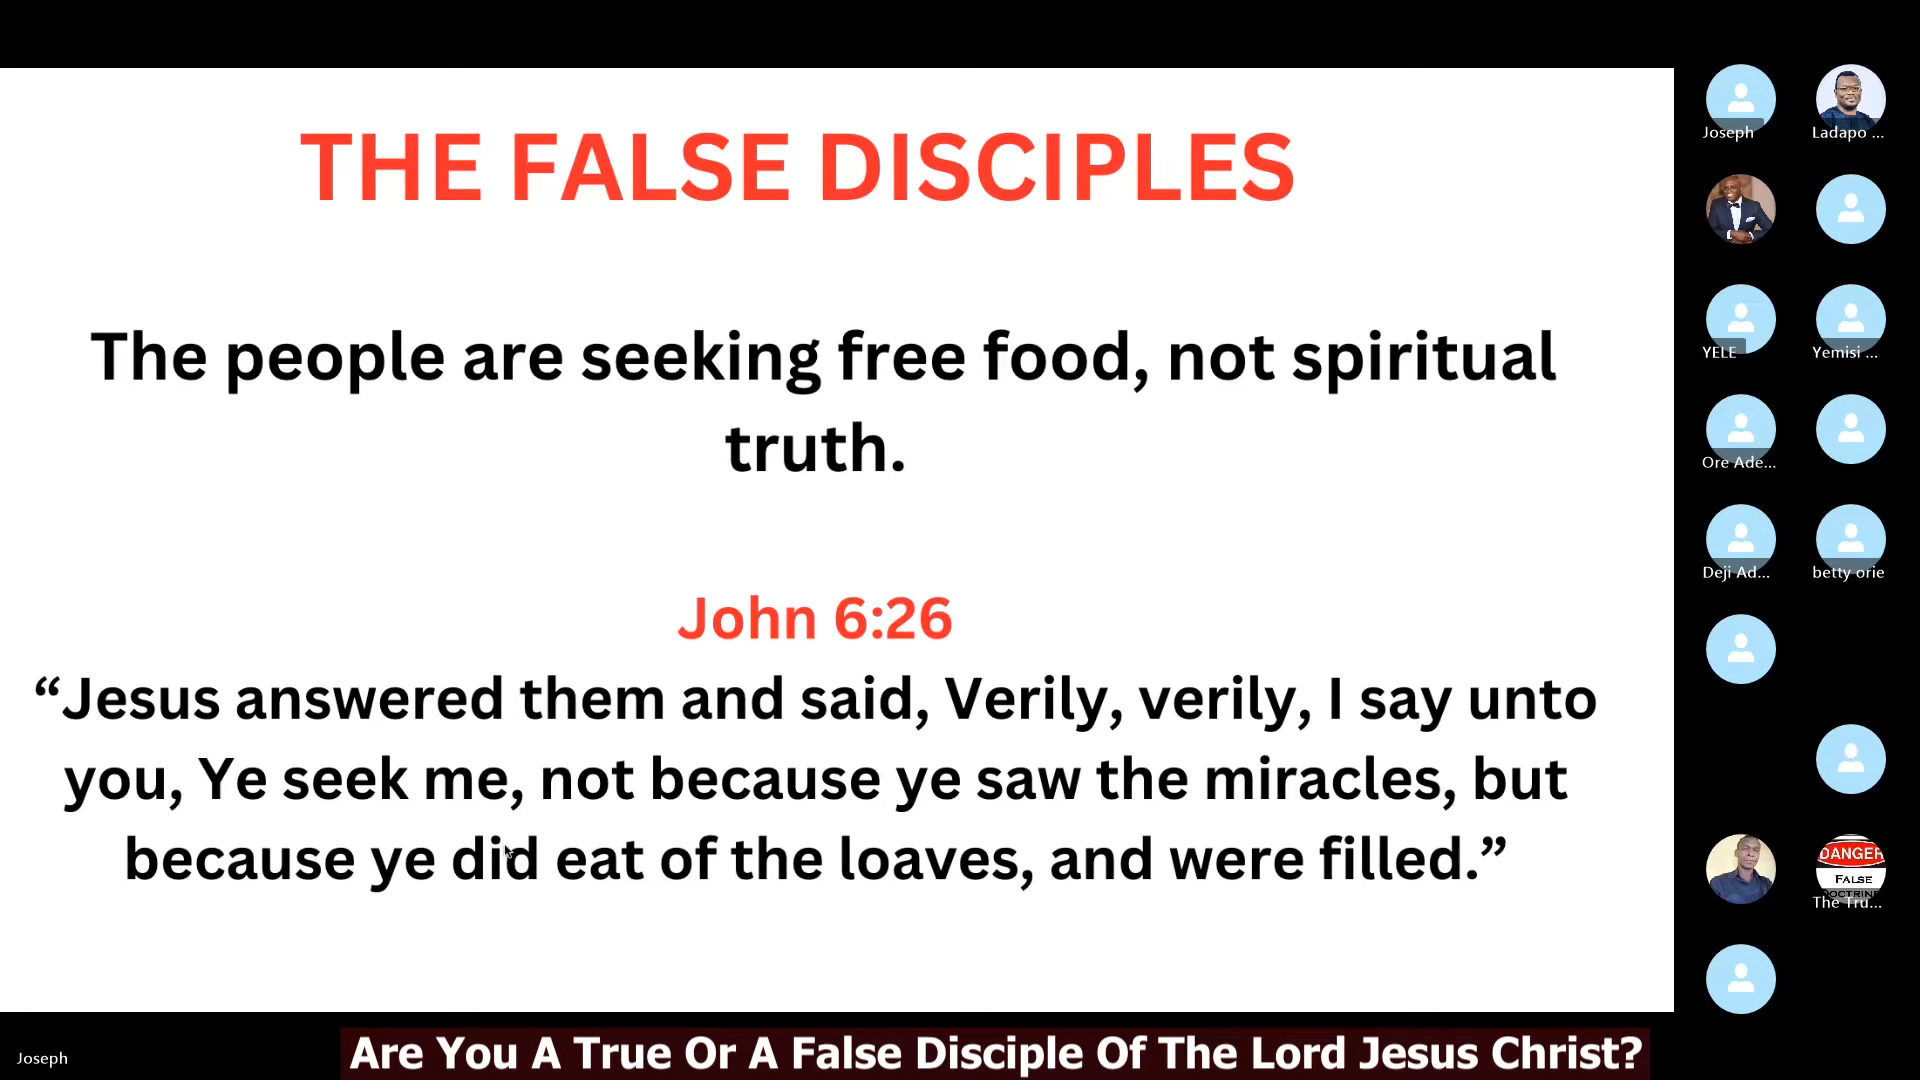 THE FALSE DISCIPLES
The people are seeking free food, not spiritual
truth.
John 6:26
“Jesus answered them and said, Verily, verily, I say unto
you, Ye seek me, not because ye saw the miracles, but
because ye did eat of the loaves, and were filled.”
Joseph
Ladapo ...
YELE
Yemisi ...
Ore Ade...
Deji Ad...
betty orie
DANGER
FALSE
DOCTRINE
The Tru...
Joseph
Are You A True Or A False Disciple Of The Lord Jesus Christ?